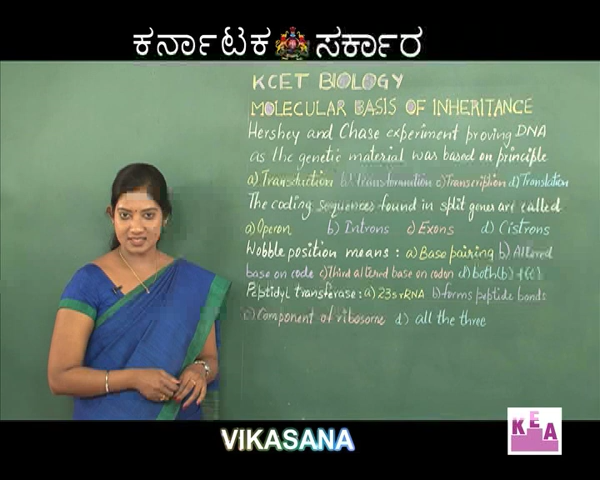 ಕರ್ನಾಟಕ ಸರ್ಕಾರ
KCET BIOLOGY
MOLECULAR BASIS OF INHERITANCE
Hershey and Chase experiment proving DNA
as the genetic material was based on principle
a) Transduction b) Transformation c) Transcription d) Translation
The coding sequences found in split genes are called
a) Operon b) Introns c) Exons d) Cistrons
Wobble position means : a) Base pairing b) Altered
base on code c) Third altered base on codon d) both (b) & (c)
Peptidyl transferase : a) 23s rRNA b) forms peptide bonds
c) Component of ribosome d) all the three
VIKASANA
KEA